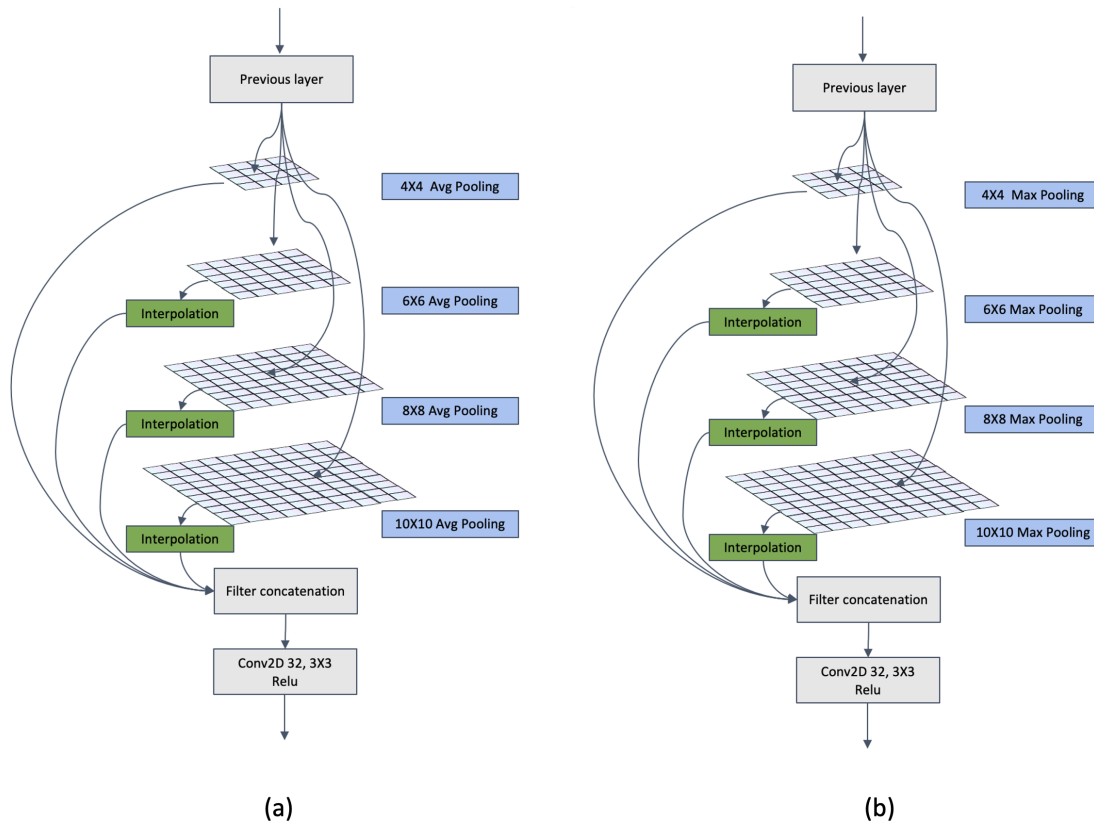 Previous layer
4X4 Avg Pooling
6X6 Avg Pooling
Interpolation
8X8 Avg Pooling
Interpolation
10X10 Avg Pooling
Interpolation
Filter concatenation
Conv2D 32, 3X3
Relu
(a)
Previous layer
4X4 Max Pooling
6X6 Max Pooling
Interpolation
8X8 Max Pooling
Interpolation
10X10 Max Pooling
Interpolation
Filter concatenation
Conv2D 32, 3X3
Relu
(b)